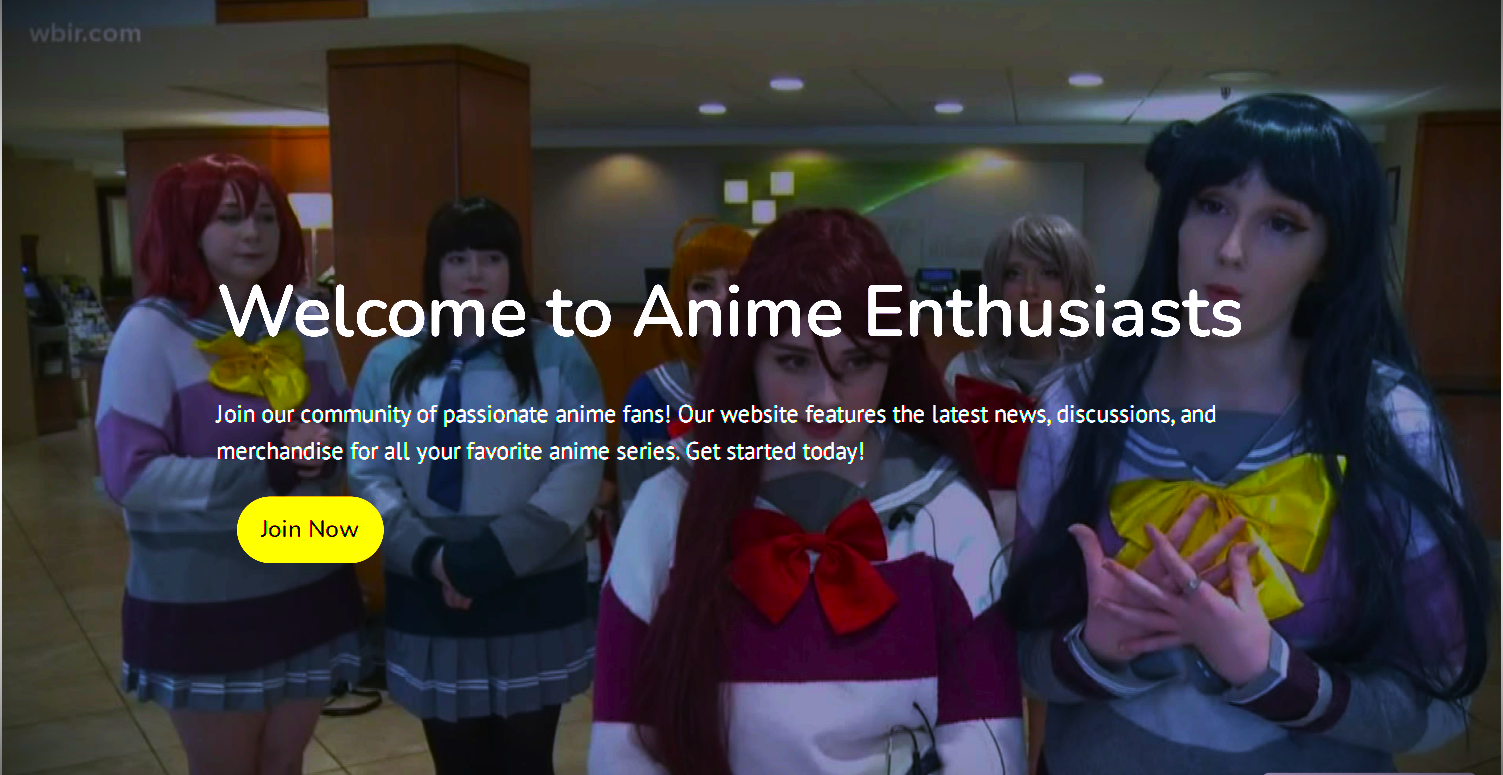 wbir.com
Welcome to Anime Enthusiasts
Join our community of passionate anime fans! Our website features the latest news, discussions, and
merchandise for all your favorite anime series. Get started today!
Join Now